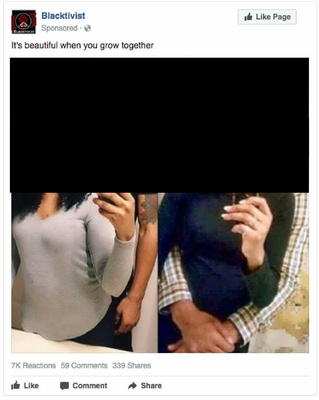 Blacktivist
Sponsored ·
Like Page
BLACKTIVIST
It's beautiful when you grow together
7K Reactions 59 Comments 339 Shares
Like Comment Share